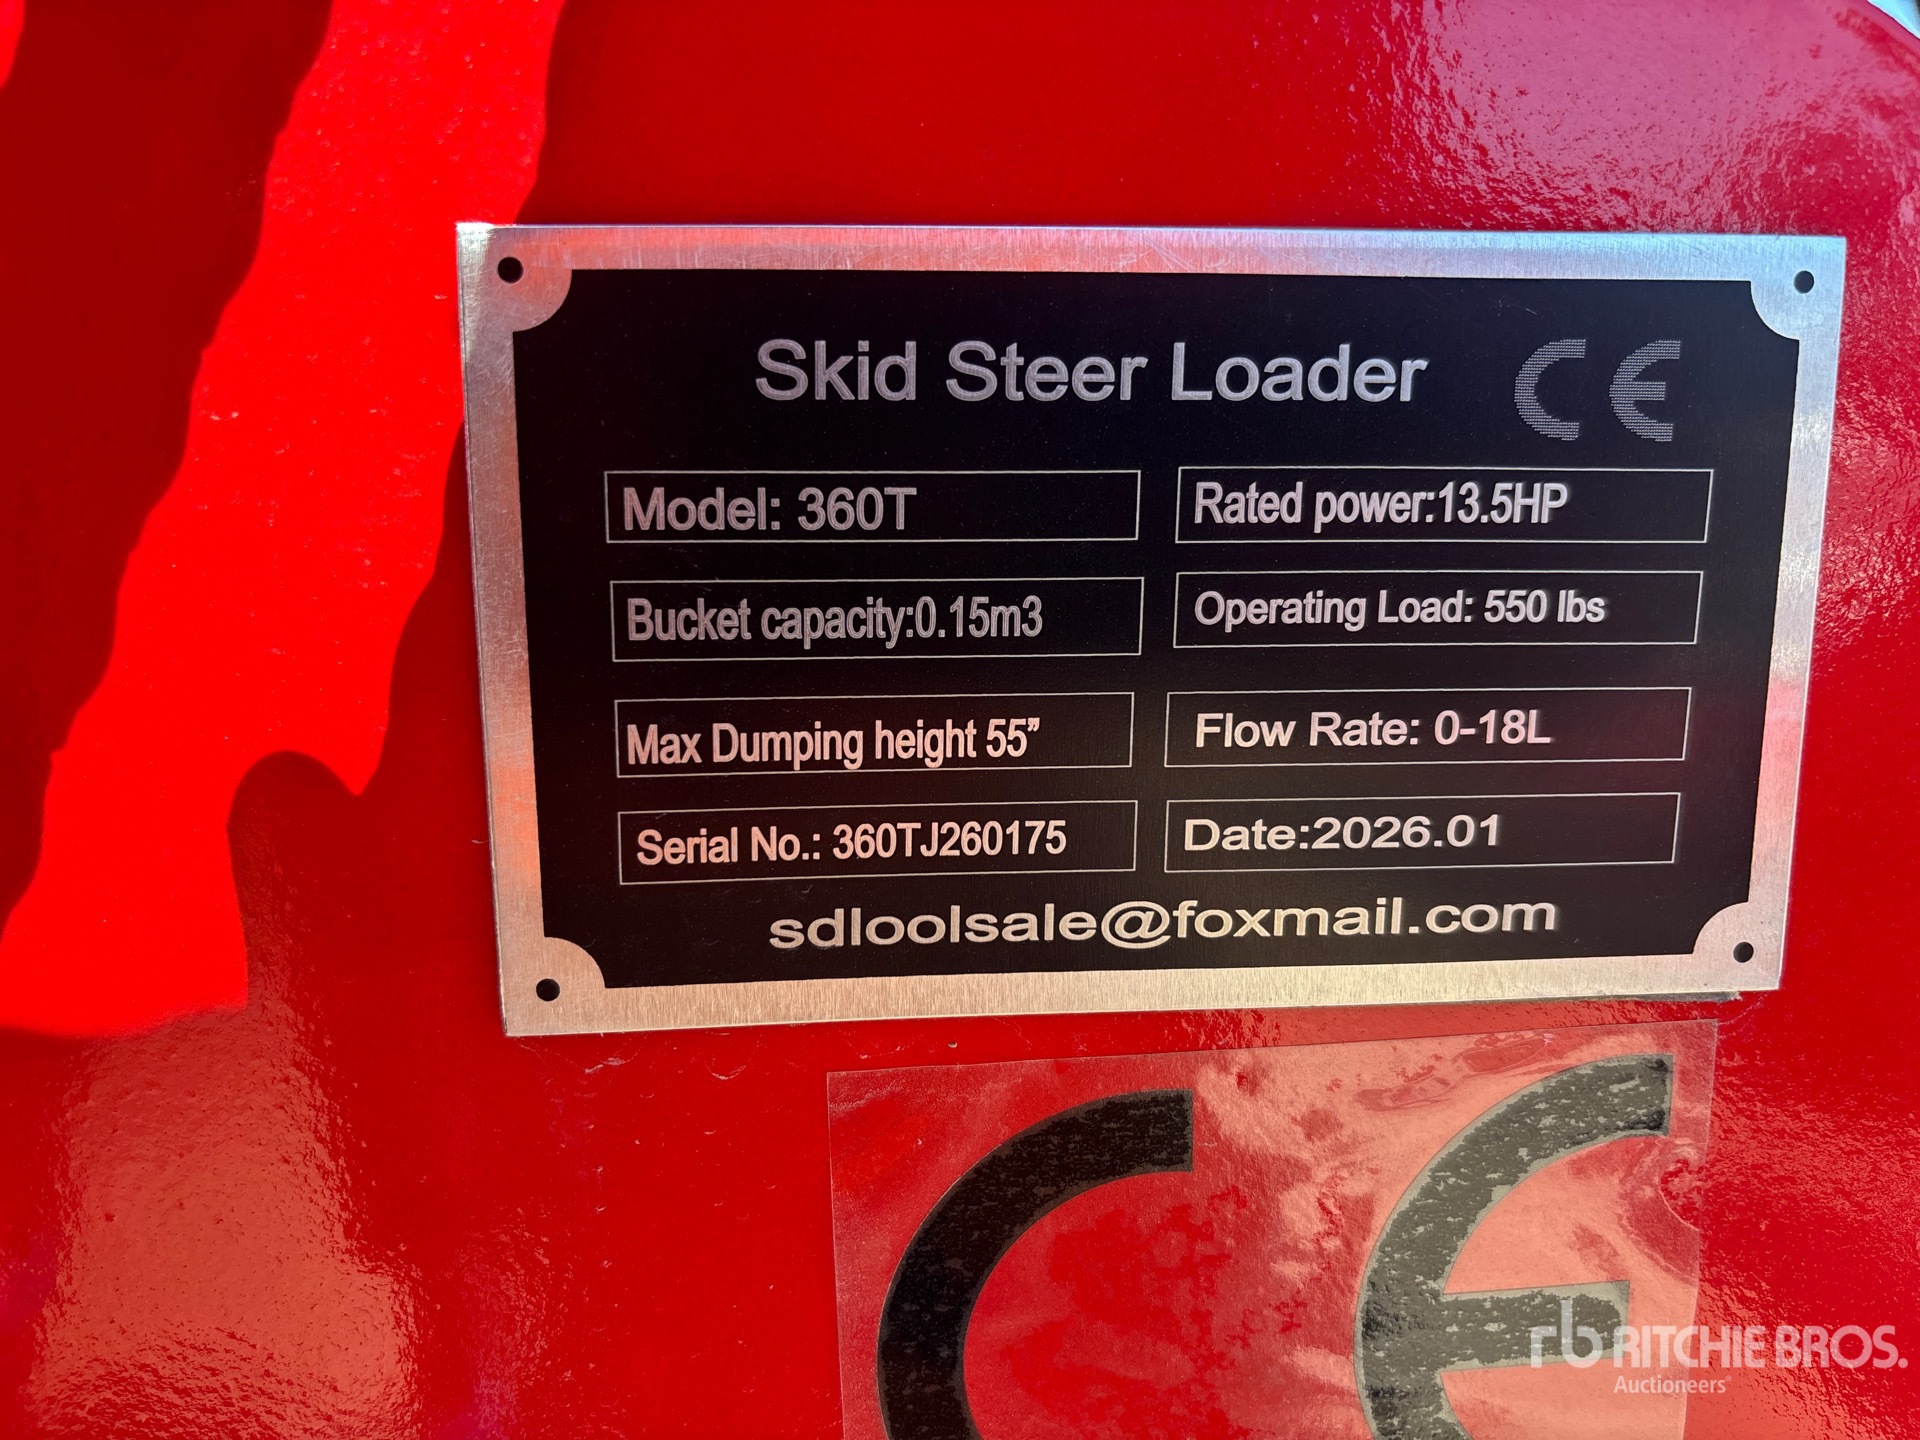 Skid Steer Loader CE
Model: 360T
Rated power:13.5HP
Bucket capacity:0.15m3
Operating Load: 550 lbs
Max Dumping height 55”
Flow Rate: 0-18L
Serial No.: 360TJ260175
Date:2026.01
sdloolsale@foxmail.com
CE
rb RITCHIE BROS.
Auctioneers